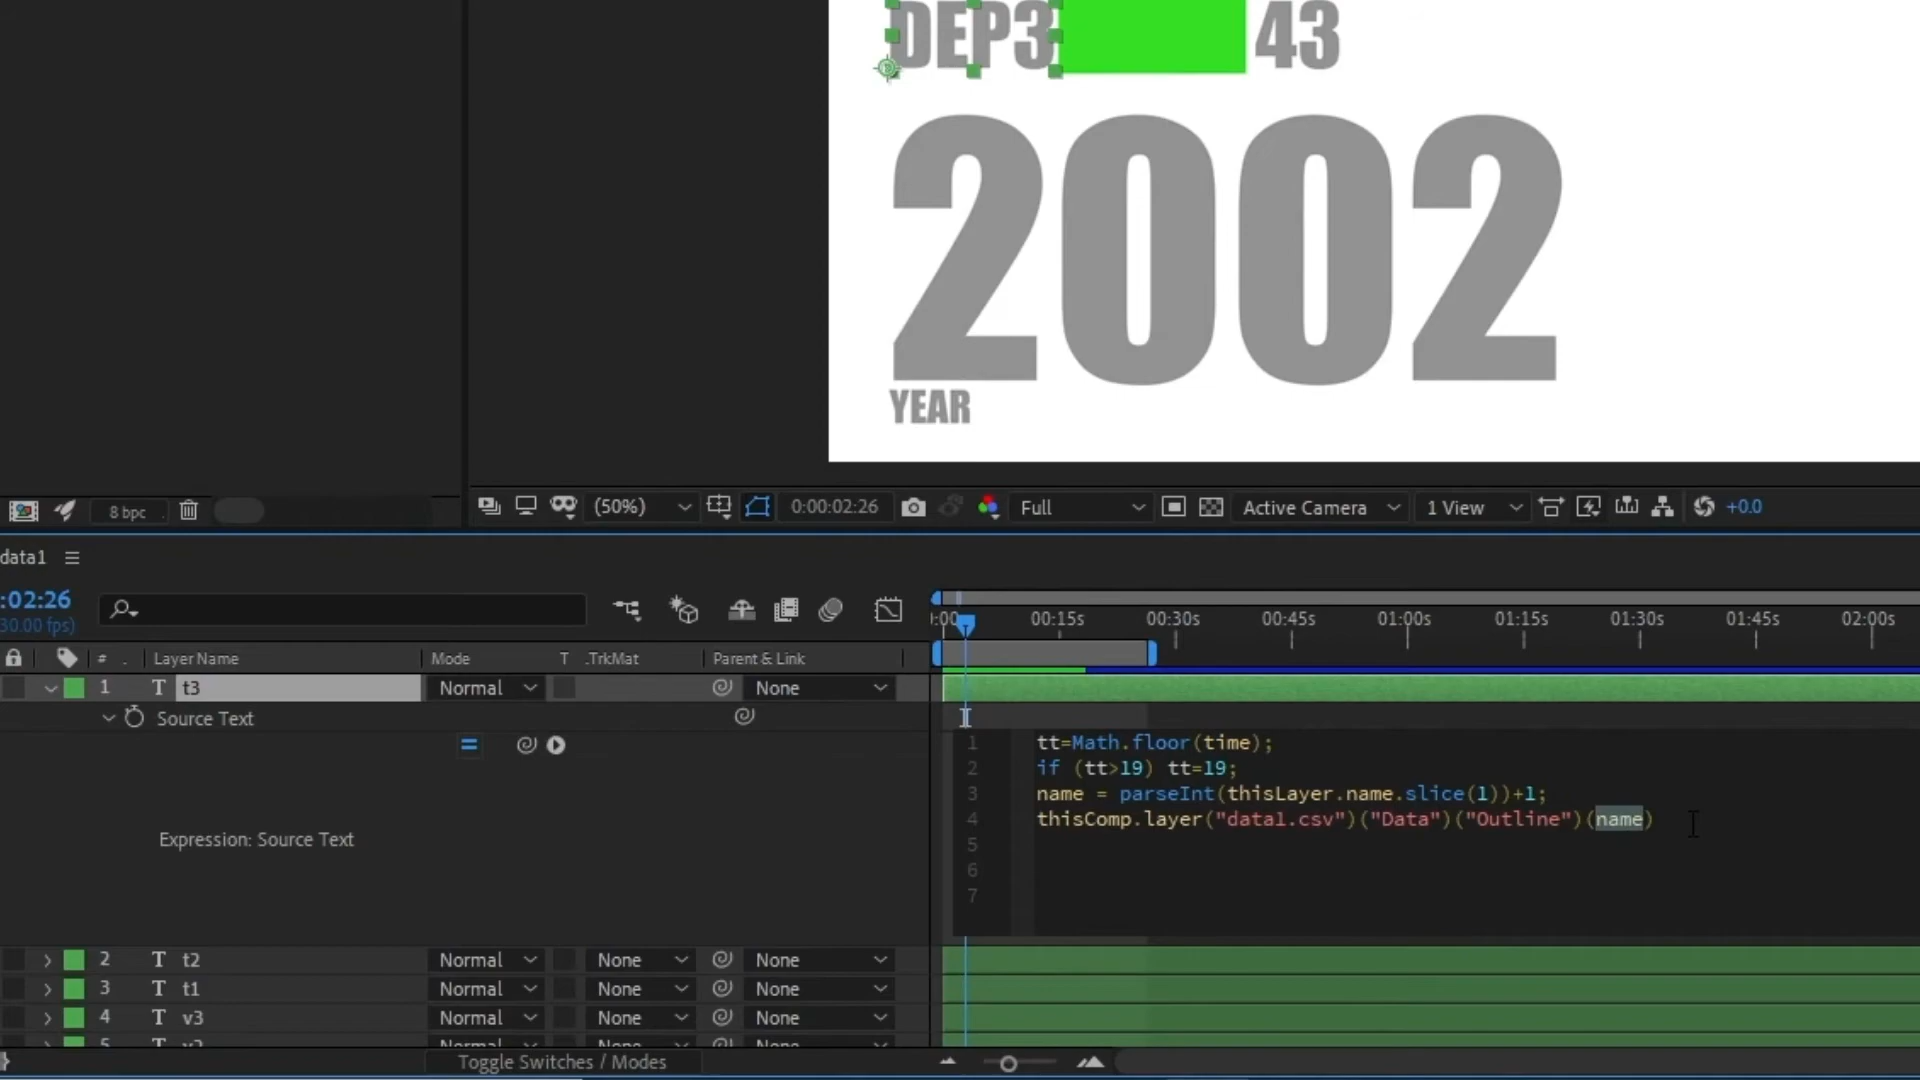 DEP3 43
2002
YEAR
8 bpc
(50%)
0:00:02:26
Full
Active Camera
1 View
+0.0
data1
:02:26
30.00 fps)
:00 00:15s 00:30s 00:45s 01:00s 01:15s 01:30s 01:45s 02:00s
# . Layer Name Mode T .TrkMat Parent & Link
1 T t3 Normal None
Source Text
1 tt=Math.floor(time);
2 if (tt>19) tt=19;
3 name = parseInt(thisLayer.name.slice(1))+1;
4 thisComp.layer("data1.csv")("Data")("Outline")(name)
Expression: Source Text
5
6
7
2 T t2 Normal None None
3 T t1 Normal None None
4 T v3 Normal None None
Toggle Switches / Modes